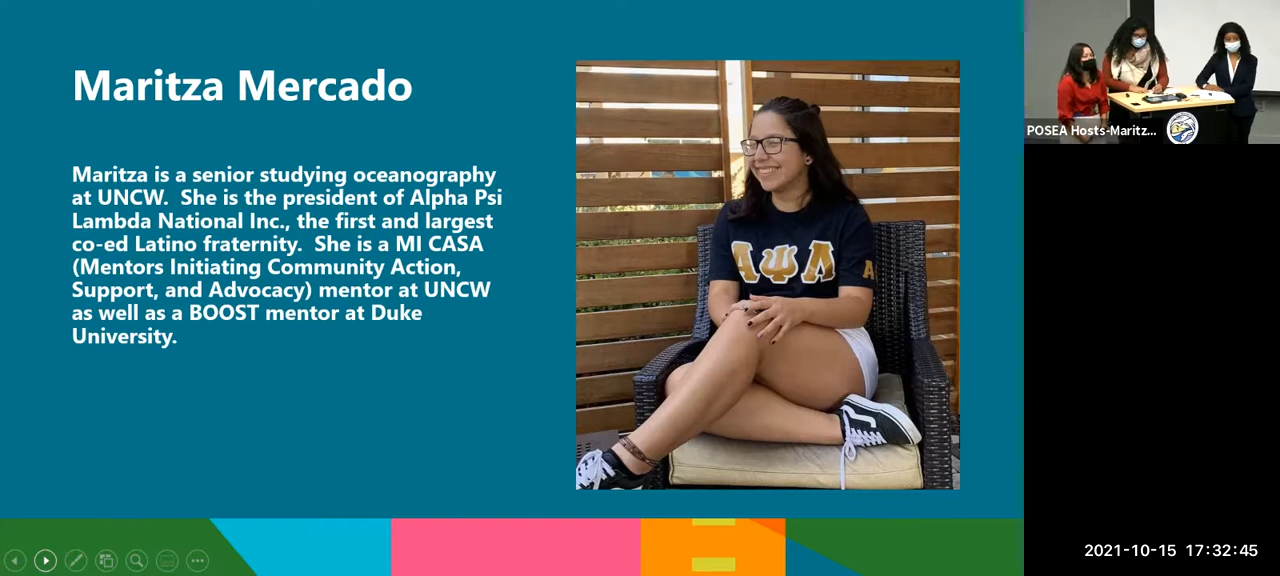 Maritza Mercado
Maritza is a senior studying oceanography
at UNCW.  She is the president of Alpha Psi
Lambda National Inc., the first and largest
co-ed Latino fraternity.  She is a MI CASA
(Mentors Initiating Community Action,
Support, and Advocacy) mentor at UNCW
as well as a BOOST mentor at Duke
University.
ΑΨΛ
Α
POSEA Hosts-Maritz...
2021-10-15 17:32:45